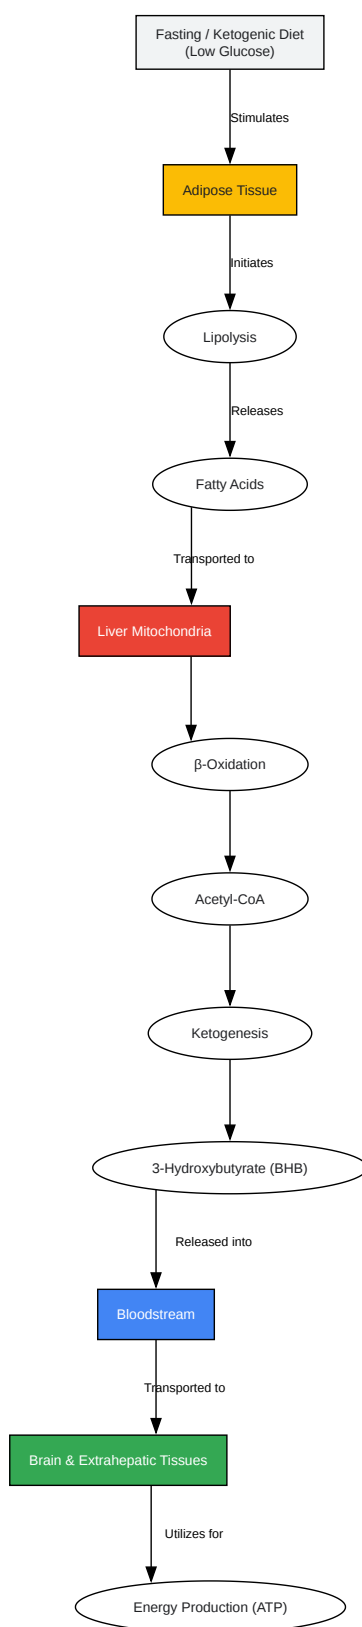 Fasting / Ketogenic Diet
(Low Glucose)
Stimulates
Adipose Tissue
Initiates
Lipolysis
Releases
Fatty Acids
Transported to
Liver Mitochondria
β-Oxidation
Acetyl-CoA
Ketogenesis
3-Hydroxybutyrate (BHB)
Released into
Bloodstream
Transported to
Brain & Extrahepatic Tissues
Utilizes for
Energy Production (ATP)